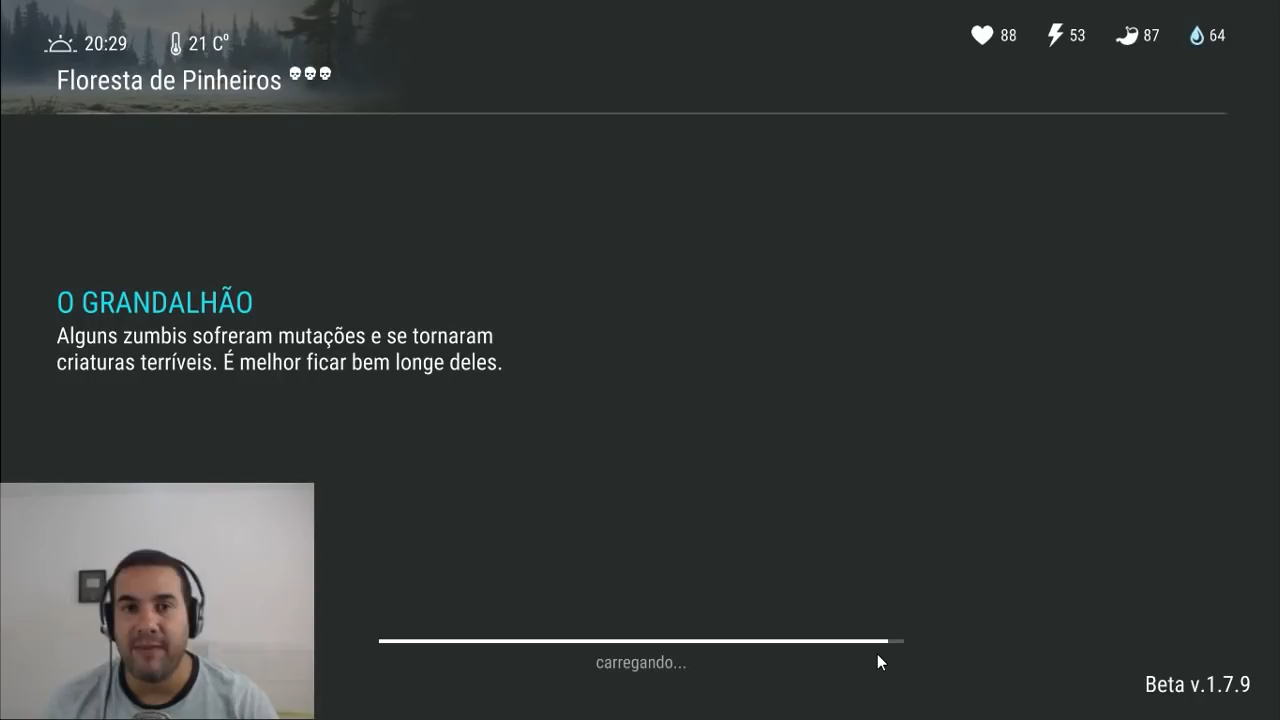 20:29 21 Cº
88 53 87 64
Floresta de Pinheiros
O GRANDALHÃO
Alguns zumbis sofreram mutações e se tornaram
criaturas terríveis. É melhor ficar bem longe deles.
carregando...
Beta v.1.7.9